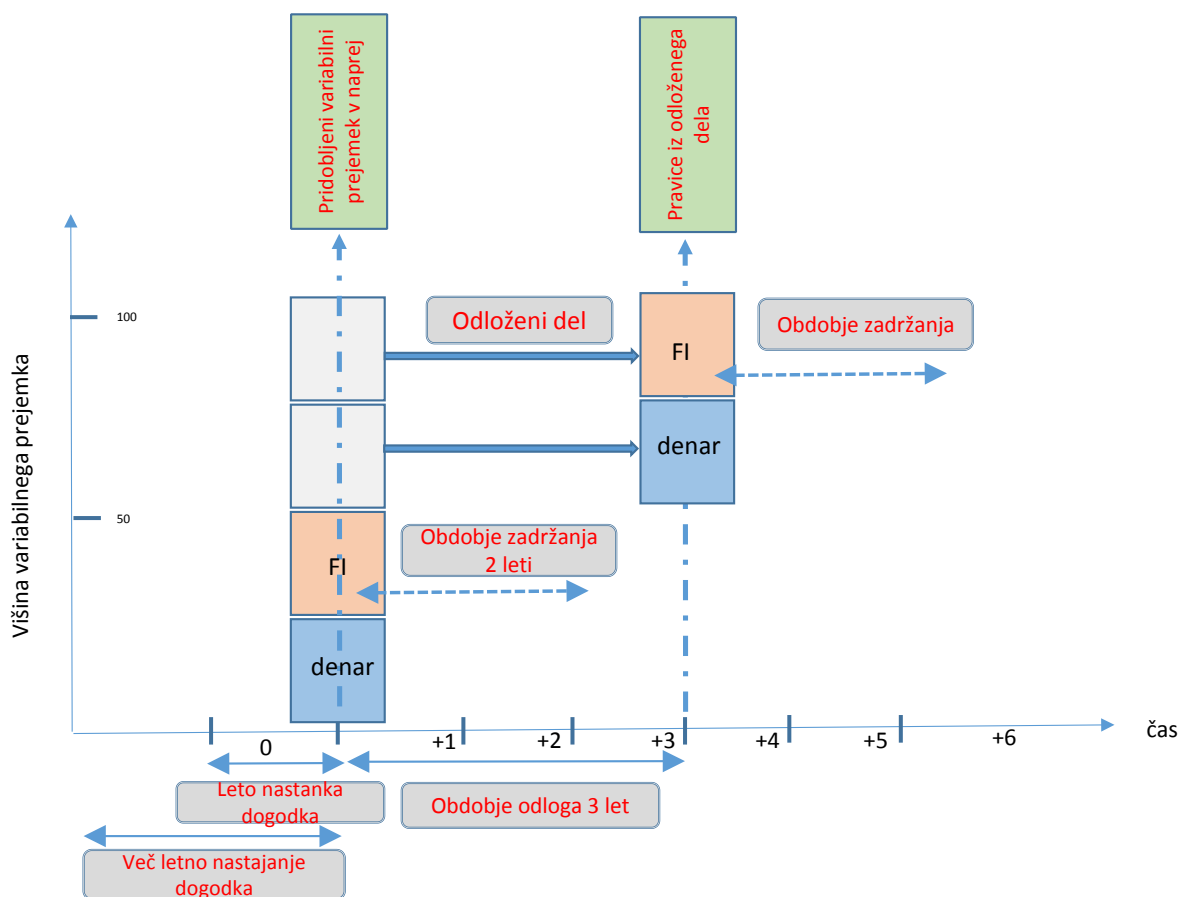 Pridobljeni variabilni
prejemek v naprej
Pravice iz odloženega
dela
Višina variabilnega prejemka
100
50
Odloženi del
FI
Obdobje zadržanja
denar
Obdobje zadržanja
2 leti
FI
denar
0
+1
+2
+3
+4
+5
+6
čas
Leto nastanka
dogodka
Obdobje odloga 3 let
Več letno nastajanje
dogodka